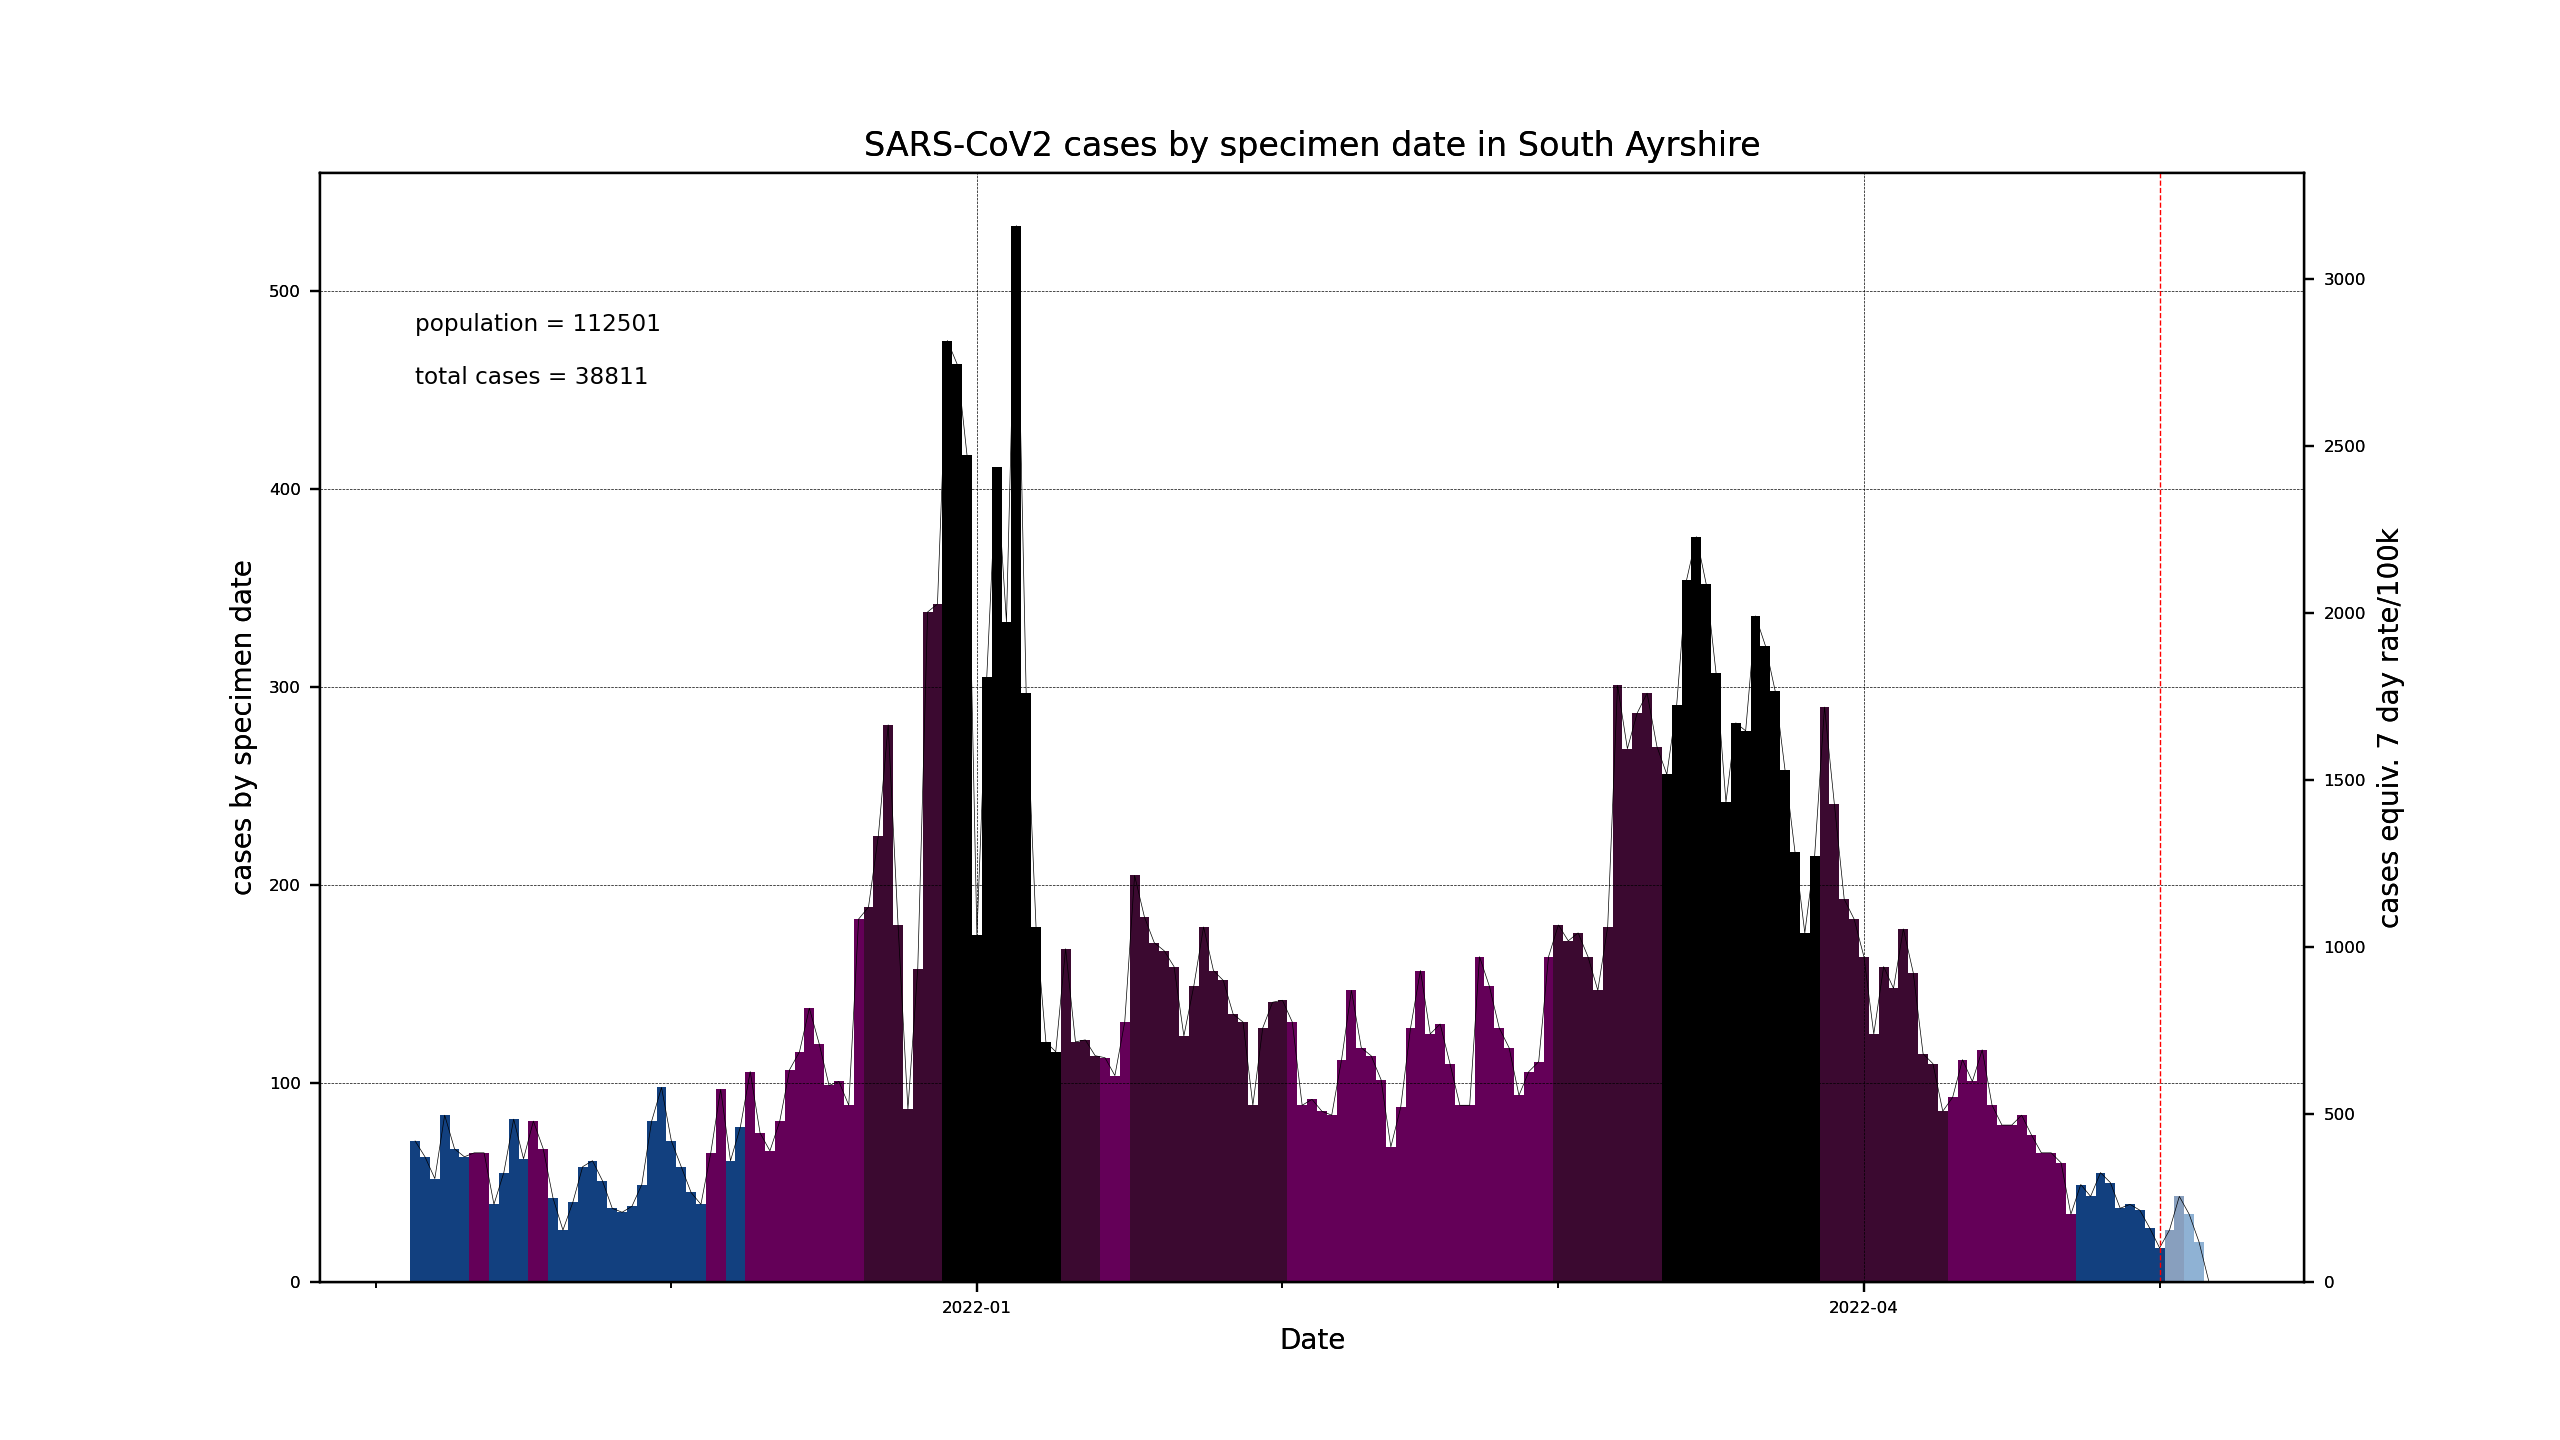 SARS-CoV2 cases by specimen date in South Ayrshire
population = 112501
total cases = 38811
cases by specimen date
500
400
300
200
100
0
3000
2500
2000
1500
1000
500
0
cases equiv. 7 day rate/100k
2022-01
2022-04
Date